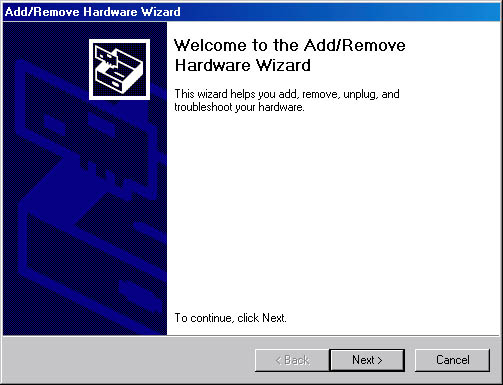 Add/Remove Hardware Wizard
Welcome to the Add/Remove
Hardware Wizard
This wizard helps you add, remove, unplug, and
troubleshoot your hardware.
To continue, click Next.
< Back
Next >
Cancel